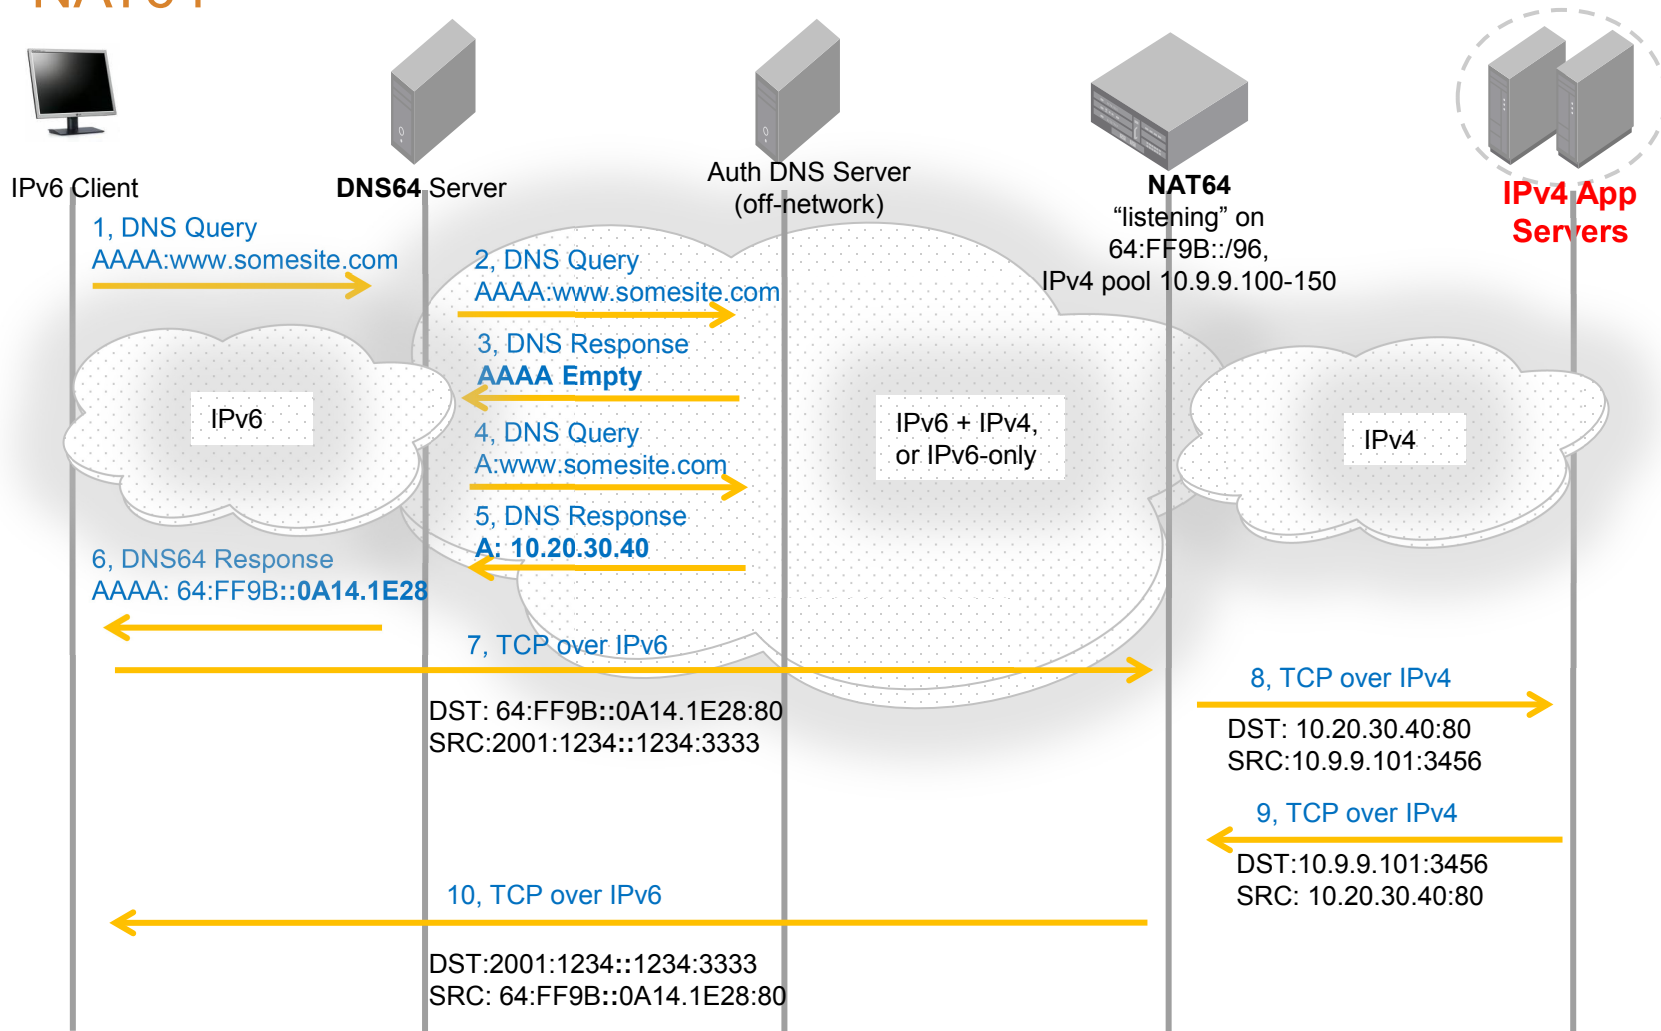 IPv6 Client
DNS64 Server
Auth DNS Server
(off-network)
NAT64
"listening" on
64:FF9B::/96,
IPv4 pool 10.9.9.100-150
IPv4 App
Servers
1, DNS Query
AAAA:www.somesite.com
2, DNS Query
AAAA:www.somesite.com
3, DNS Response
AAAA Empty
4, DNS Query
A:www.somesite.com
5, DNS Response
A: 10.20.30.40
IPv6
IPv6 + IPv4,
or IPv6-only
IPv4
6, DNS64 Response
AAAA: 64:FF9B::0A14.1E28
7, TCP over IPv6
DST: 64:FF9B::0A14.1E28:80
SRC:2001:1234::1234:3333
8, TCP over IPv4
DST: 10.20.30.40:80
SRC:10.9.9.101:3456
9, TCP over IPv4
DST:10.9.9.101:3456
SRC: 10.20.30.40:80
10, TCP over IPv6
DST:2001:1234::1234:3333
SRC: 64:FF9B::0A14.1E28:80